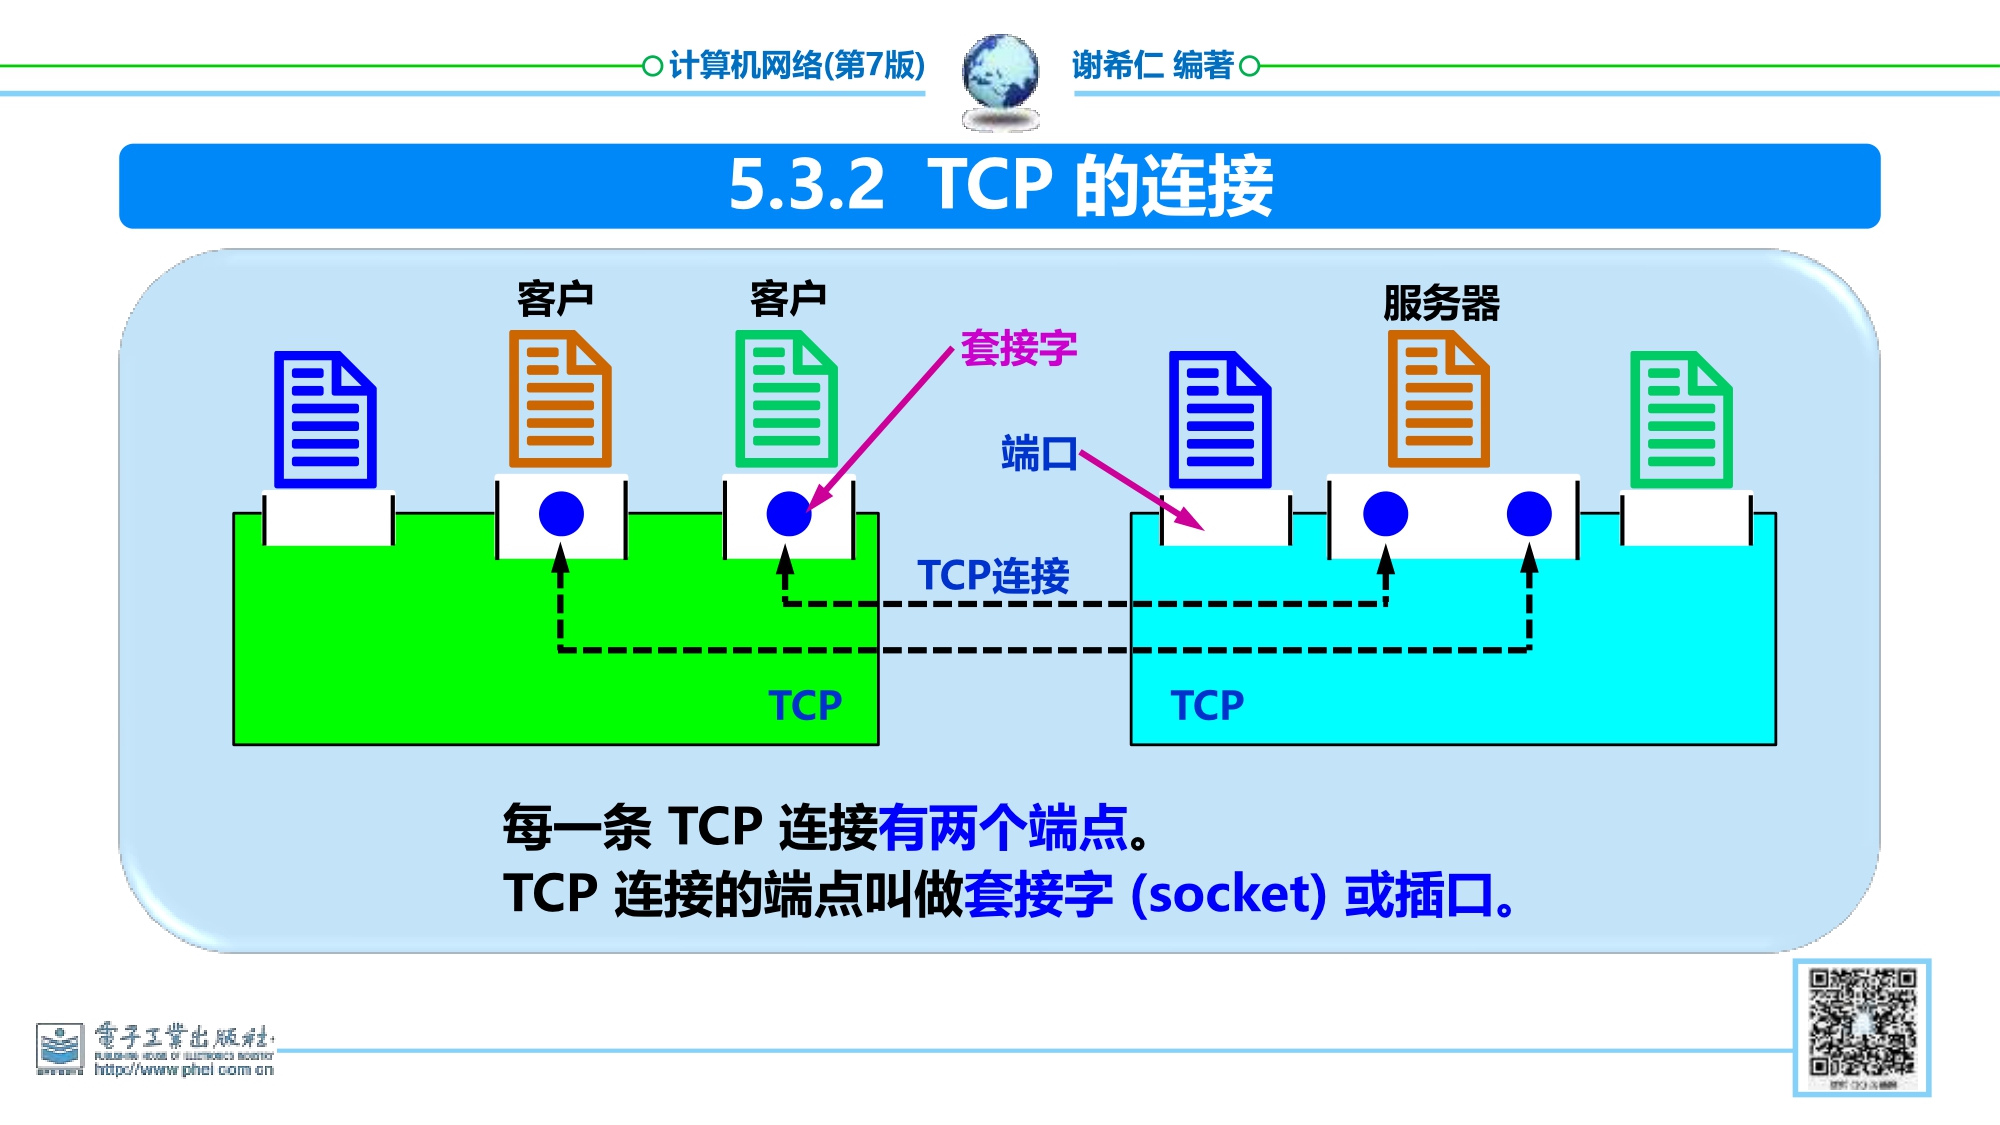 计算机网络(第7版)
谢希仁 编著
5.3.2 TCP 的连接
客户
客户
服务器
套接字
端口
TCP连接
TCP
TCP
每一条 TCP 连接有两个端点。
TCP 连接的端点叫做套接字 (socket) 或插口。
電子工業出版社
PUBLISHING HOUSE OF ELECTRONICS INDUSTRY
http://www.phei.com.cn